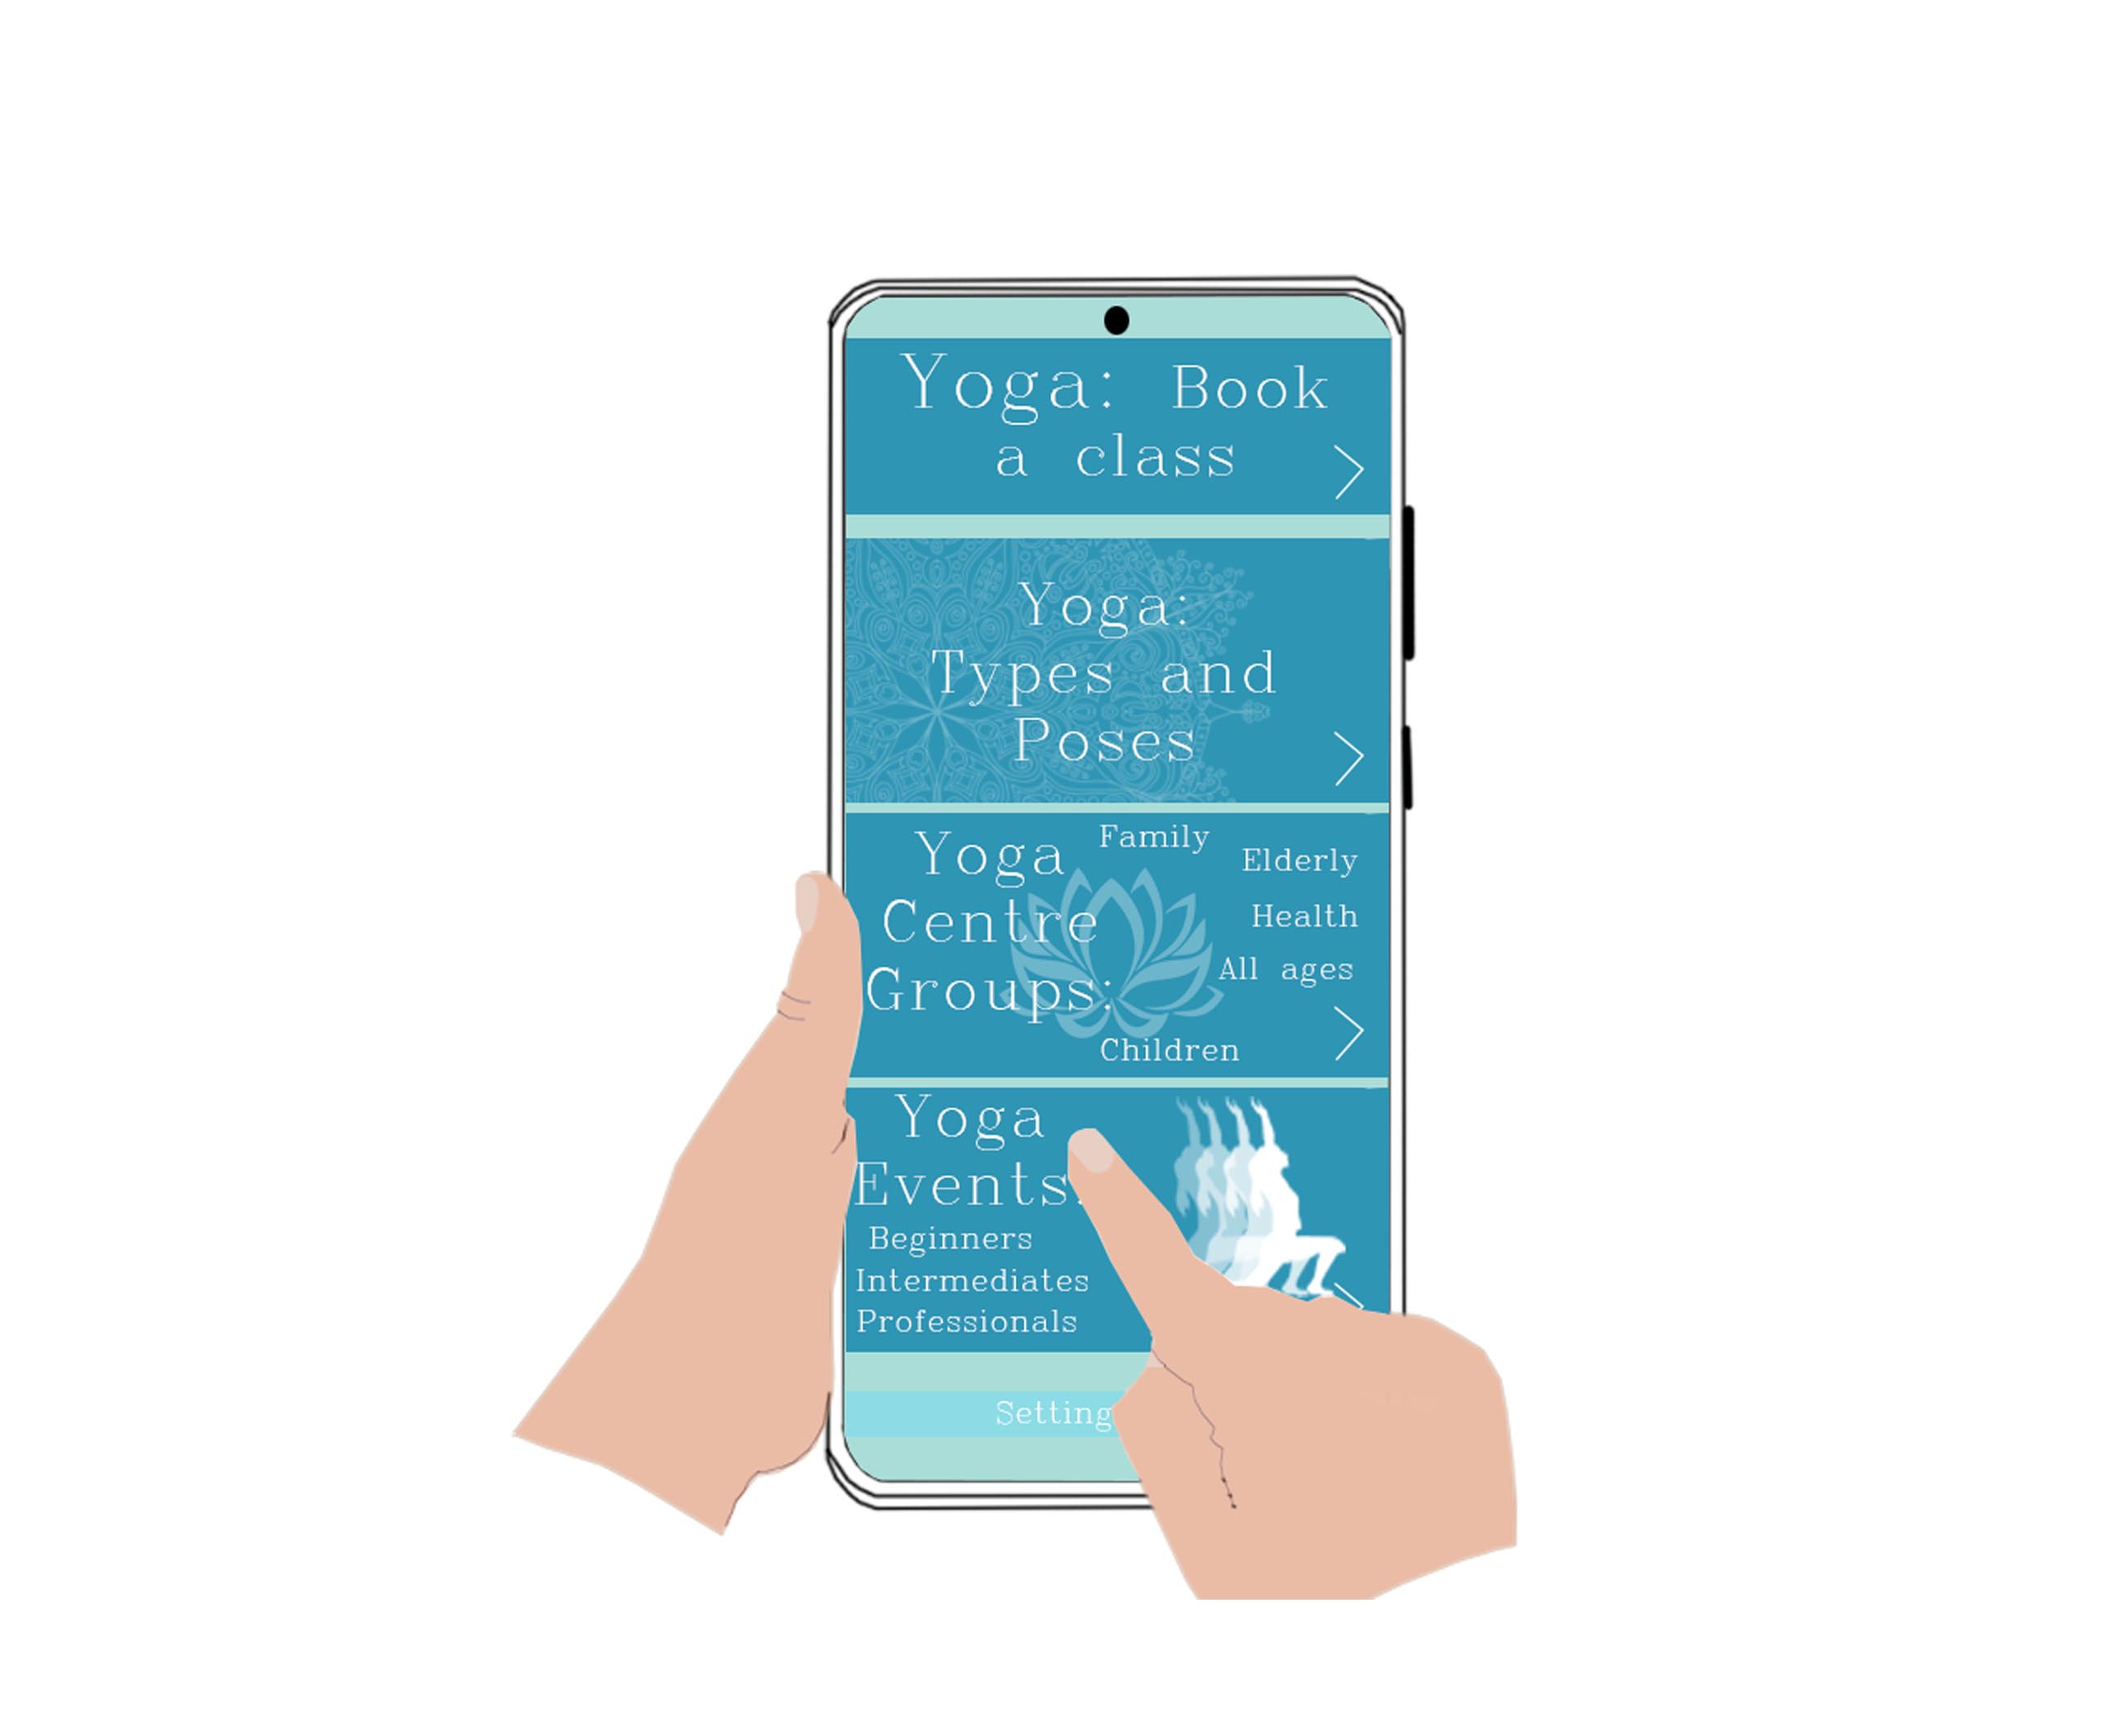 Yoga: Book
a class
Yoga:
Types and
Poses
Yoga
Centre
Groups:
Family
Elderly
Health
All ages
Children
Yoga
Events:
Beginners
Intermediates
Professionals
Setting